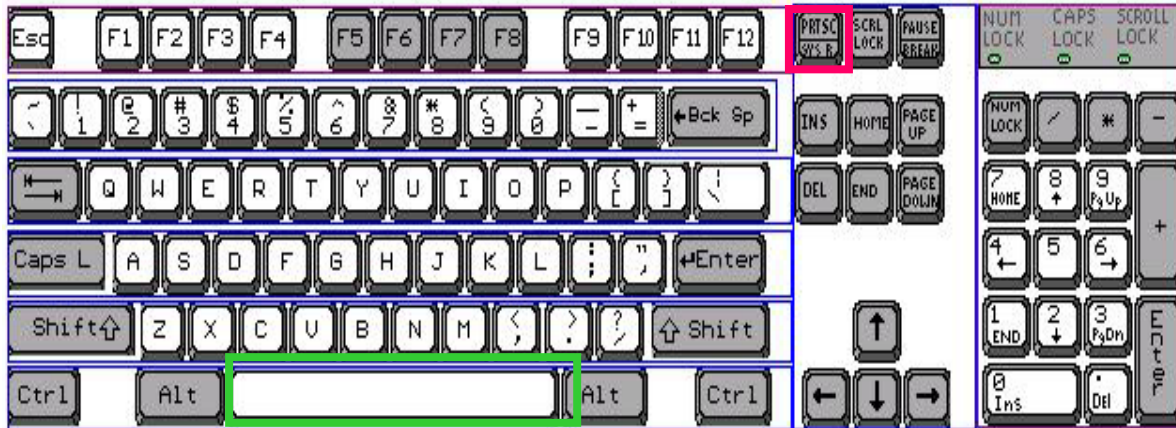 Esc F1 F2 F3 F4 F5 F6 F7 F8 F9 F10 F11 F12 PRTSC SYS R SCRL LOCK PAUSE BREAK NUM LOCK CAPS LOCK SCROLL LOCK
~ ` ! 1 @ 2 # 3 $ 4 % 5 ^ 6 & 7 * 8 ( 9 ) 0 _ - + = ←Bck Sp INS HOME PAGE UP NUM LOCK / * -
Q W E R T Y U I O P { [ } ] ¦ \ DEL END PAGE DOWN 7 HOME 8 ↑ 9 PgUp +
Caps L A S D F G H J K L : ; " , ↵Enter 4 ← 5 6 →
Shift⇧ Z X C V B N M < , > . ? / ⇧ Shift ↑ 1 END 2 ↓ 3 PgDn Enter
Ctrl Alt Alt Ctrl ← ↓ → 0 Ins . Del